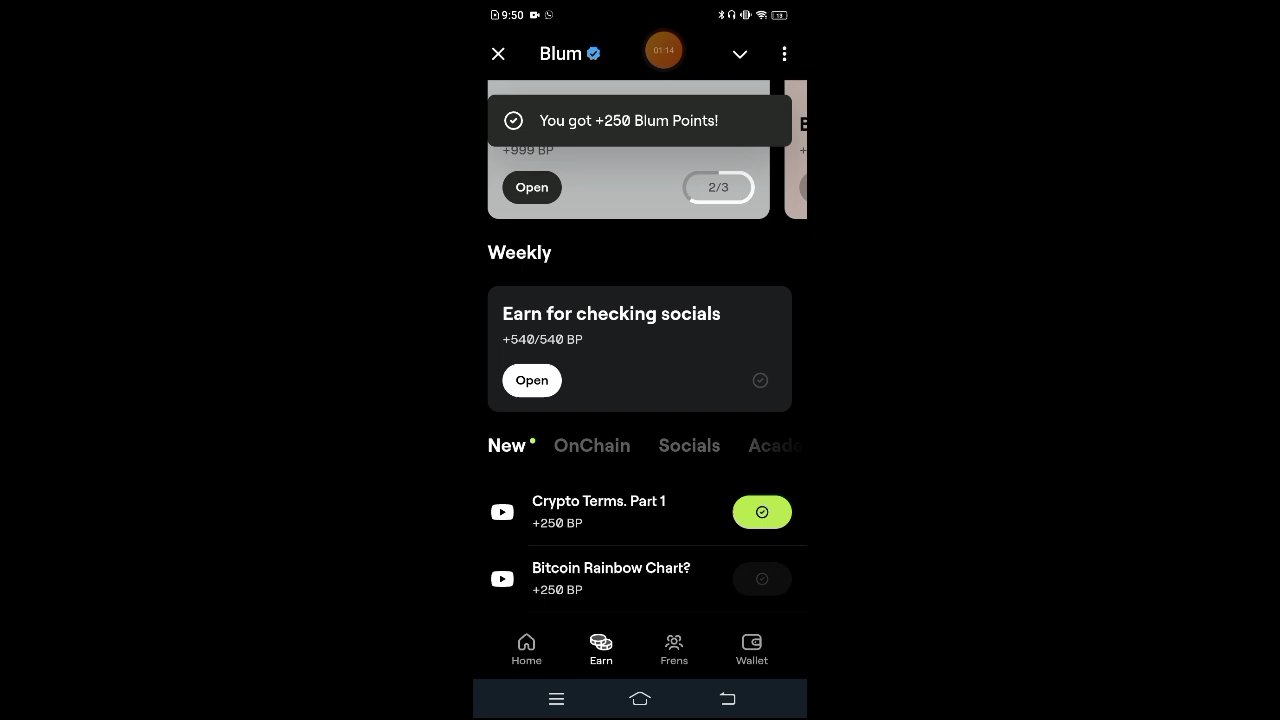 9:50
13
Blum
01:14
You got +250 Blum Points!
+999 BP
Open
2/3
Weekly
Earn for checking socials
+540/540 BP
Open
New
OnChain
Socials
Acade
Crypto Terms. Part 1
+250 BP
Bitcoin Rainbow Chart?
+250 BP
Home
Earn
Frens
Wallet